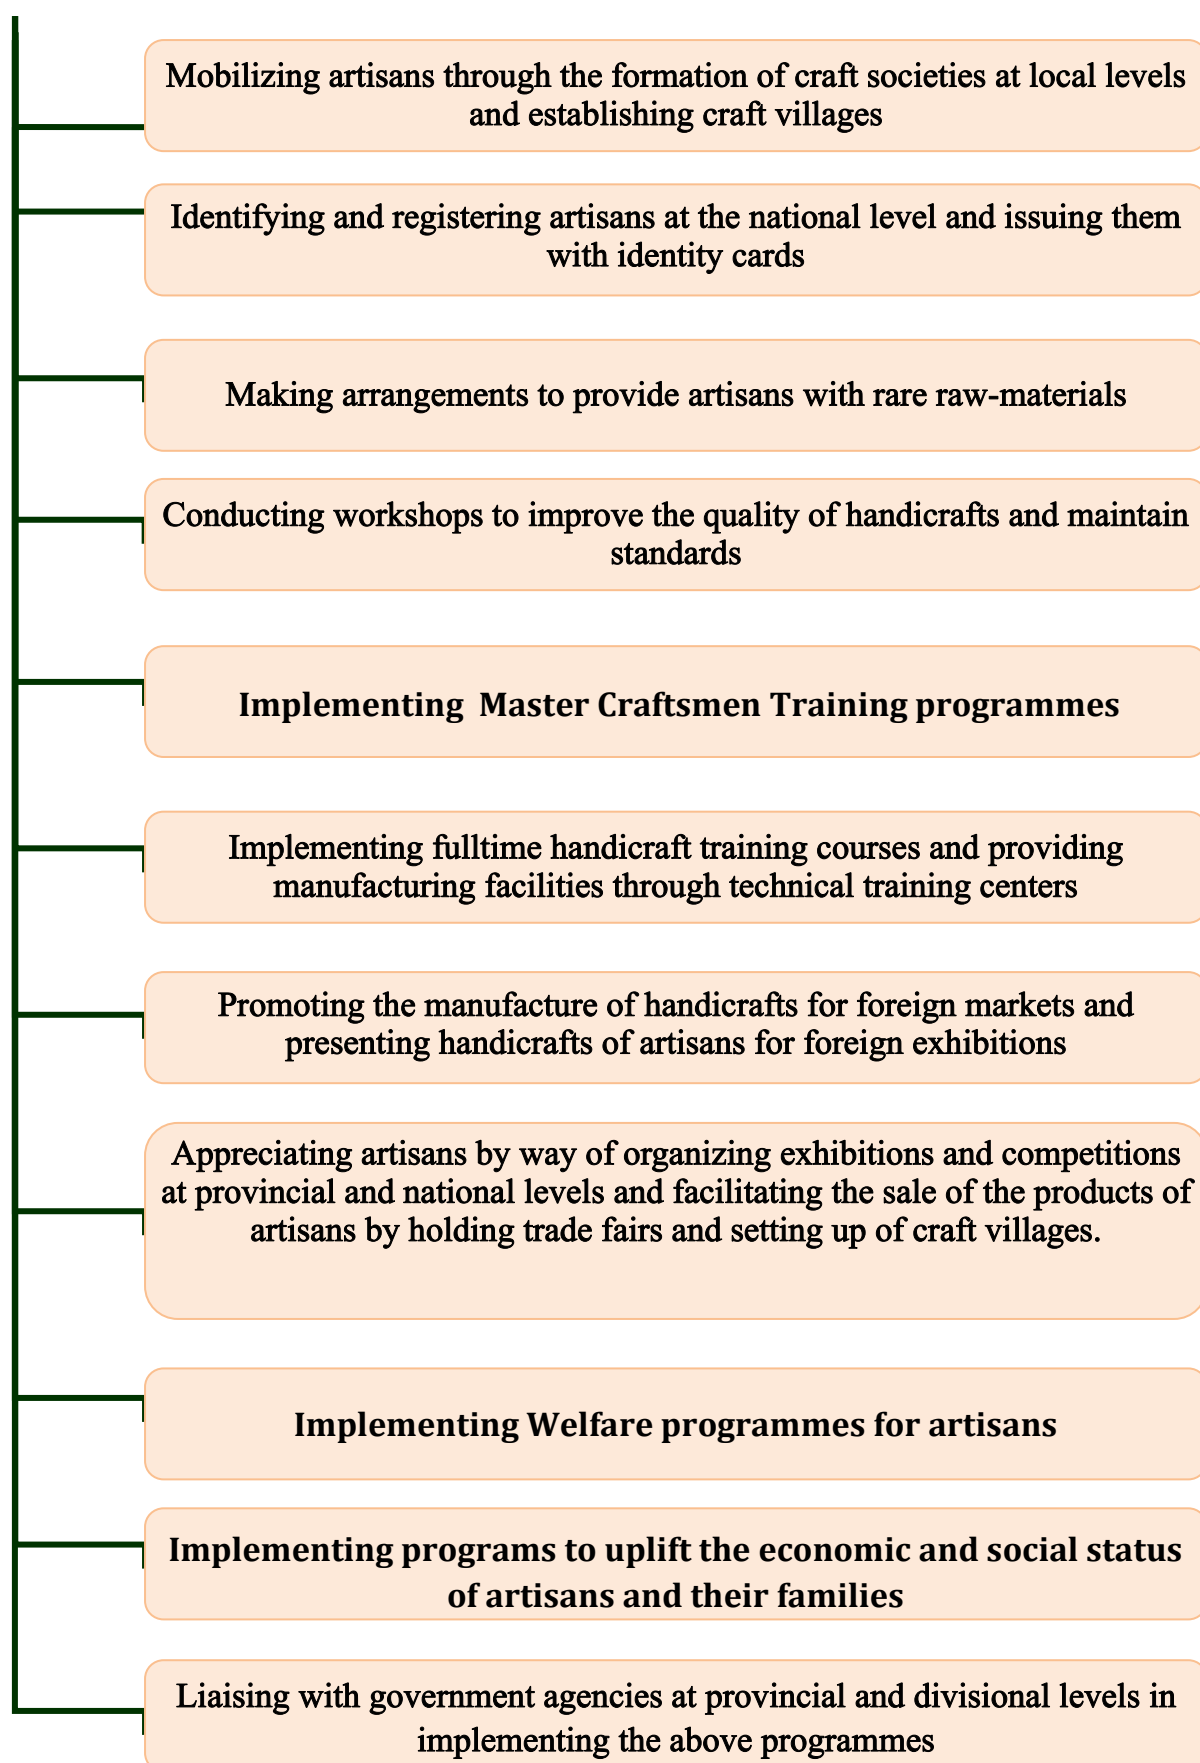 Mobilizing artisans through the formation of craft societies at local levels
and establishing craft villages
Identifying and registering artisans at the national level and issuing them
with identity cards
Making arrangements to provide artisans with rare raw-materials
Conducting workshops to improve the quality of handicrafts and maintain
standards
Implementing  Master Craftsmen Training programmes
Implementing fulltime handicraft training courses and providing
manufacturing facilities through technical training centers
Promoting the manufacture of handicrafts for foreign markets and
presenting handicrafts of artisans for foreign exhibitions
Appreciating artisans by way of organizing exhibitions and competitions
at provincial and national levels and facilitating the sale of the products of
artisans by holding trade fairs and setting up of craft villages.
Implementing Welfare programmes for artisans
Implementing programs to uplift the economic and social status
of artisans and their families
Liaising with government agencies at provincial and divisional levels in
implementing the above programmes